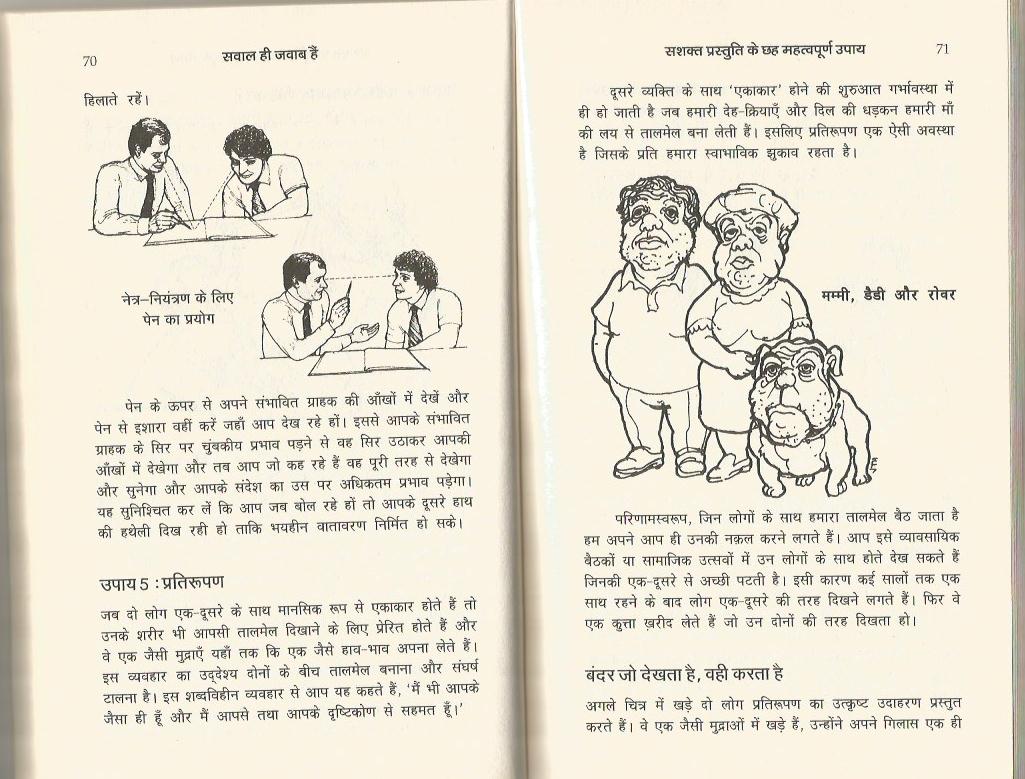 70
सवाल ही जवाब हैं
हिलाते रहें।
नेत्र–नियंत्रण के लिए
पेन का प्रयोग
पेन के ऊपर से अपने संभावित ग्राहक की आँखों में देखें और
पेन से इशारा वहीं करें जहाँ आप देख रहे हों। इससे आपके संभावित
ग्राहक के सिर पर चुंबकीय प्रभाव पड़ने से वह सिर उठाकर आपकी
आँखों में देखेगा और तब आप जो कह रहे हैं वह पूरी तरह से देखेगा
और सुनेगा और आपके संदेश का उस पर अधिकतम प्रभाव पड़ेगा।
यह सुनिश्चित कर लें कि आप जब बोल रहे हों तो आपके दूसरे हाथ
की हथेली दिख रही हो ताकि भयहीन वातावरण निर्मित हो सके।
उपाय 5 : प्रतिरूपण
जब दो लोग एक–दूसरे के साथ मानसिक रूप से एकाकार होते हैं तो
उनके शरीर भी आपसी तालमेल दिखाने के लिए प्रेरित होते हैं और
वे एक जैसी मुद्राएँ यहाँ तक कि एक जैसे हाव–भाव अपना लेते हैं।
इस व्यवहार का उद्देश्य दोनों के बीच तालमेल बनाना और संघर्ष
टालना है। इस शब्दविहीन व्यवहार से आप यह कहते हैं, 'मैं भी आपके
जैसा ही हूँ और मैं आपसे तथा आपके दृष्टिकोण से सहमत हूँ।'
सशक्त प्रस्तुति के छह महत्वपूर्ण उपाय
71
दूसरे व्यक्ति के साथ 'एकाकार' होने की शुरुआत गर्भावस्था में
ही हो जाती है जब हमारी देह–क्रियाएँ और दिल की धड़कन हमारी माँ
की लय से तालमेल बना लेती हैं। इसलिए प्रतिरूपण एक ऐसी अवस्था
है जिसके प्रति हमारा स्वाभाविक झुकाव रहता है।
मम्मी, डैडी और रोवर
परिणामस्वरूप, जिन लोगों के साथ हमारा तालमेल बैठ जाता है
हम अपने आप ही उनकी नक़ल करने लगते हैं। आप इसे व्यावसायिक
बैठकों या सामाजिक उत्सवों में उन लोगों के साथ होते देख सकते हैं
जिनकी एक–दूसरे से अच्छी पटती है। इसी कारण कई सालों तक एक
साथ रहने के बाद लोग एक–दूसरे की तरह दिखने लगते हैं। फिर वे
एक कुत्ता ख़रीद लेते हैं जो उन दोनों की तरह दिखता हो।
बंदर जो देखता है, वही करता है
अगले चित्र में खड़े दो लोग प्रतिरूपण का उत्कृष्ट उदाहरण प्रस्तुत
करते हैं। वे एक जैसी मुद्राओं में खड़े हैं, उन्होंने अपने गिलास एक ही